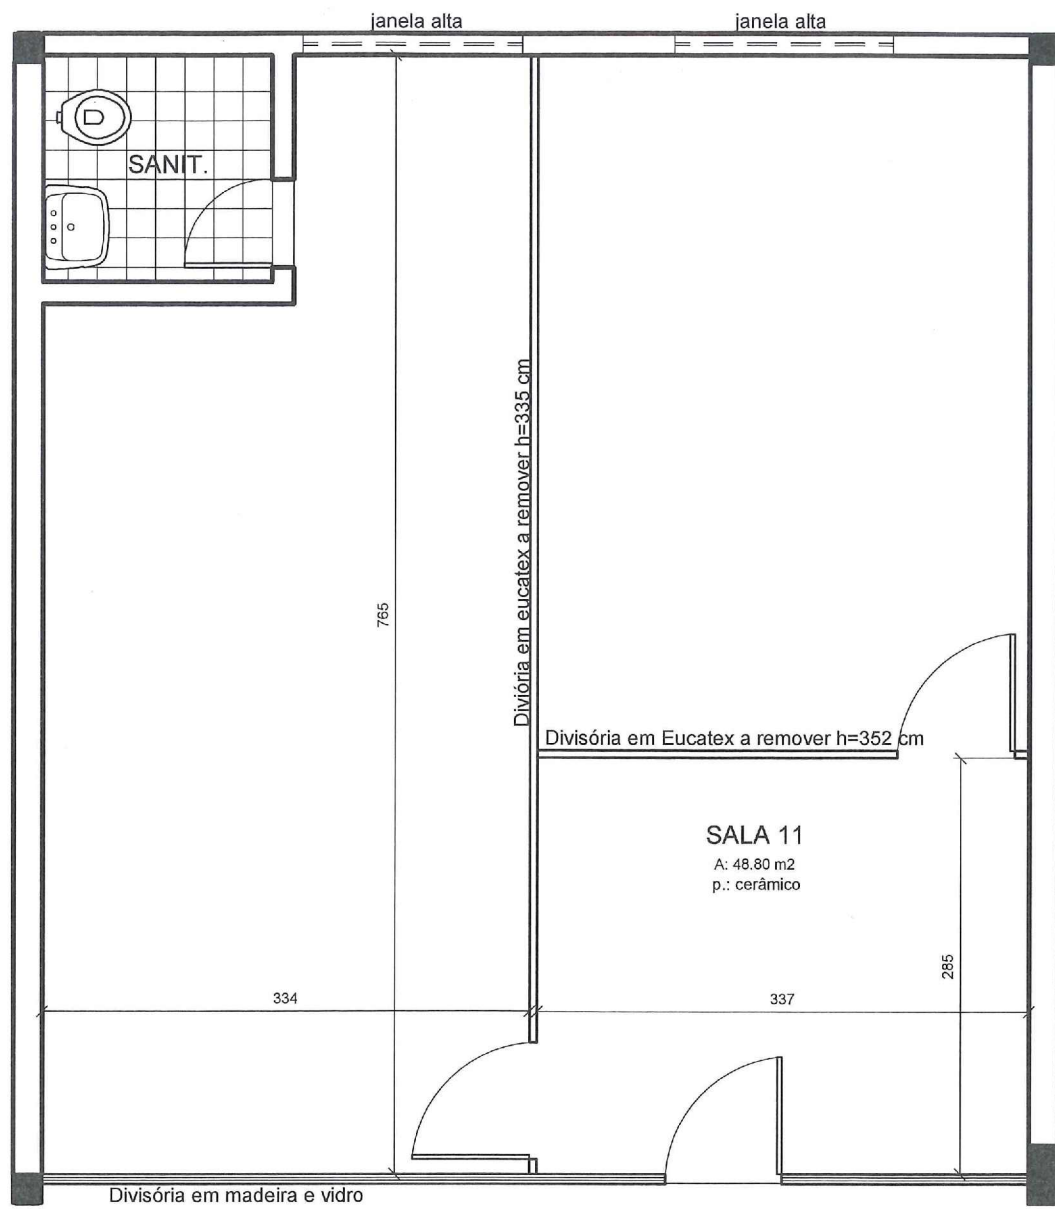 janela alta
janela alta
SANIT.
Diviória em eucatex a remover h=335 cm
765
Divisória em Eucatex a remover h=352 cm
SALA 11
A: 48.80 m2
p.: cerâmico
285
334
337
Divisória em madeira e vidro